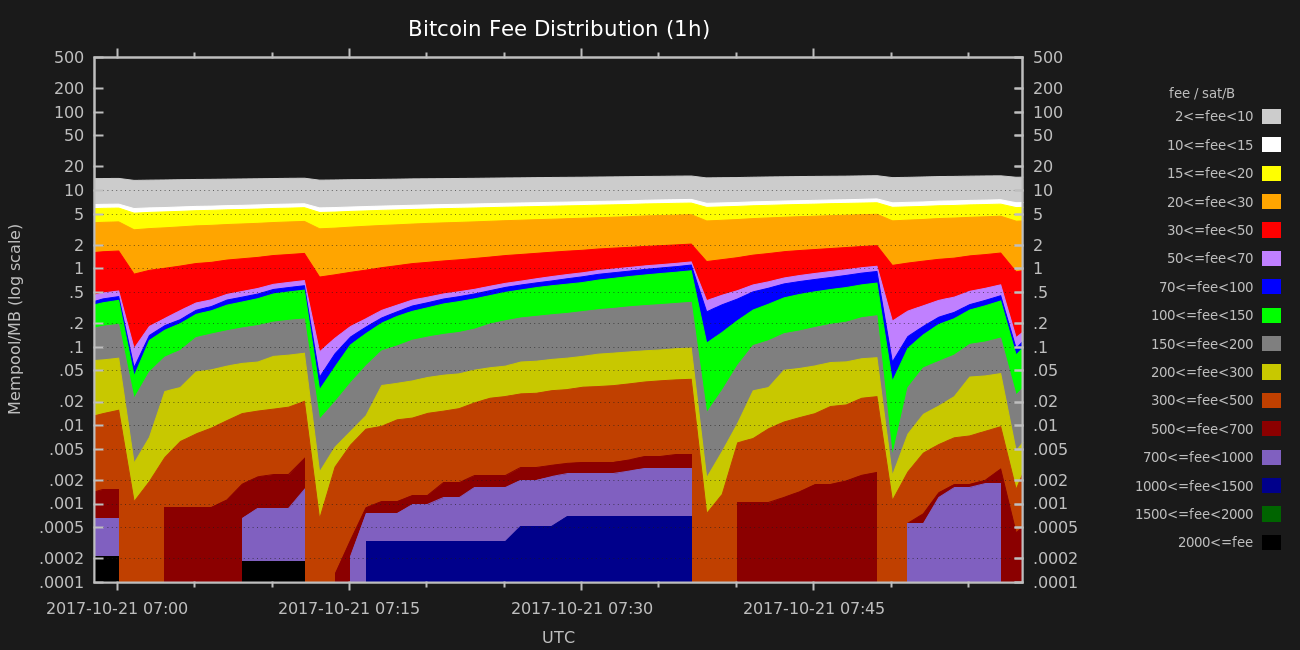 Bitcoin Fee Distribution (1h)
500 500
200 200
100 100
50 50
20 20
10 10
5 5
2 2
1 1
.5 .5
.2 .2
.1 .1
.05 .05
.02 .02
.01 .01
.005 .005
.002 .002
.001 .001
.0005 .0005
.0002 .0002
.0001 .0001
Mempool/MB (log scale)
2017-10-21 07:00 2017-10-21 07:15 2017-10-21 07:30 2017-10-21 07:45
UTC
fee / sat/B
2<=fee<10
10<=fee<15
15<=fee<20
20<=fee<30
30<=fee<50
50<=fee<70
70<=fee<100
100<=fee<150
150<=fee<200
200<=fee<300
300<=fee<500
500<=fee<700
700<=fee<1000
1000<=fee<1500
1500<=fee<2000
2000<=fee